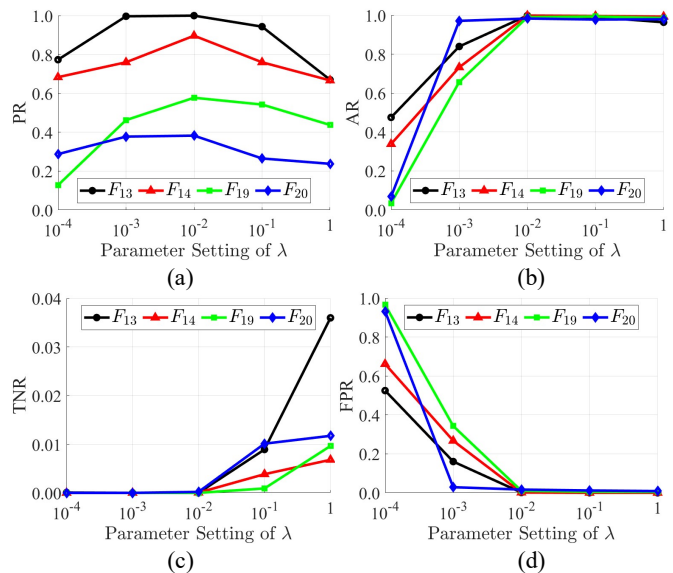 1.0
0.8
0.6
0.4
0.2
0.0
PR
F13 F14 F19 F20
10^-4 10^-3 10^-2 10^-1 1
Parameter Setting of λ
(a)
1.0
0.8
0.6
0.4
0.2
0.0
AR
F13 F14 F19 F20
10^-4 10^-3 10^-2 10^-1 1
Parameter Setting of λ
(b)
0.04
0.03
0.02
0.01
0.00
TNR
F13 F14 F19 F20
10^-4 10^-3 10^-2 10^-1 1
Parameter Setting of λ
(c)
1.0
0.8
0.6
0.4
0.2
0.0
FPR
F13 F14 F19 F20
10^-4 10^-3 10^-2 10^-1 1
Parameter Setting of λ
(d)